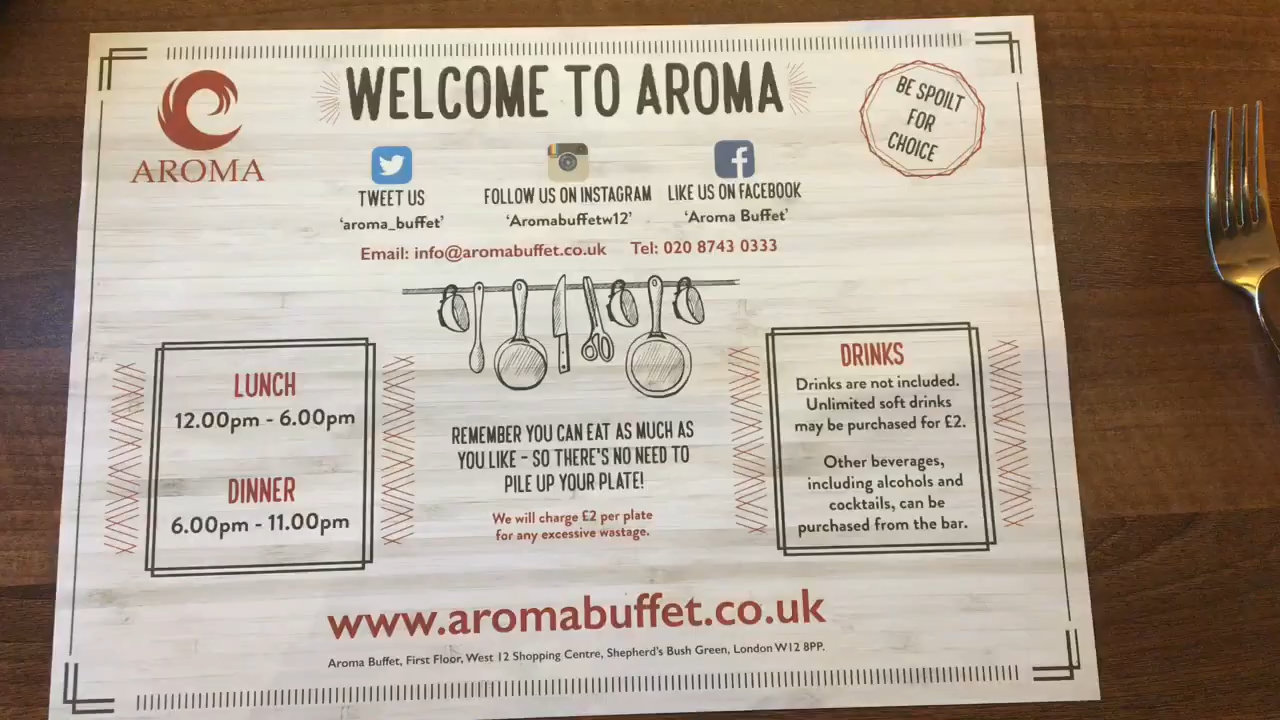 WELCOME TO AROMA
AROMA
BE SPOILT
FOR
CHOICE
TWEET US
'aroma_buffet'
FOLLOW US ON INSTAGRAM
'Aromabuffetw12'
LIKE US ON FACEBOOK
'Aroma Buffet'
Email: info@aromabuffet.co.uk Tel: 020 8743 0333
LUNCH
12.00pm - 6.00pm
DINNER
6.00pm - 11.00pm
REMEMBER YOU CAN EAT AS MUCH AS
YOU LIKE - SO THERE'S NO NEED TO
PILE UP YOUR PLATE!
We will charge £2 per plate
for any excessive wastage.
DRINKS
Drinks are not included.
Unlimited soft drinks
may be purchased for £2.
Other beverages,
including alcohols and
cocktails, can be
purchased from the bar.
www.aromabuffet.co.uk
Aroma Buffet, First Floor, West 12 Shopping Centre, Shepherd's Bush Green, London W12 8PP.